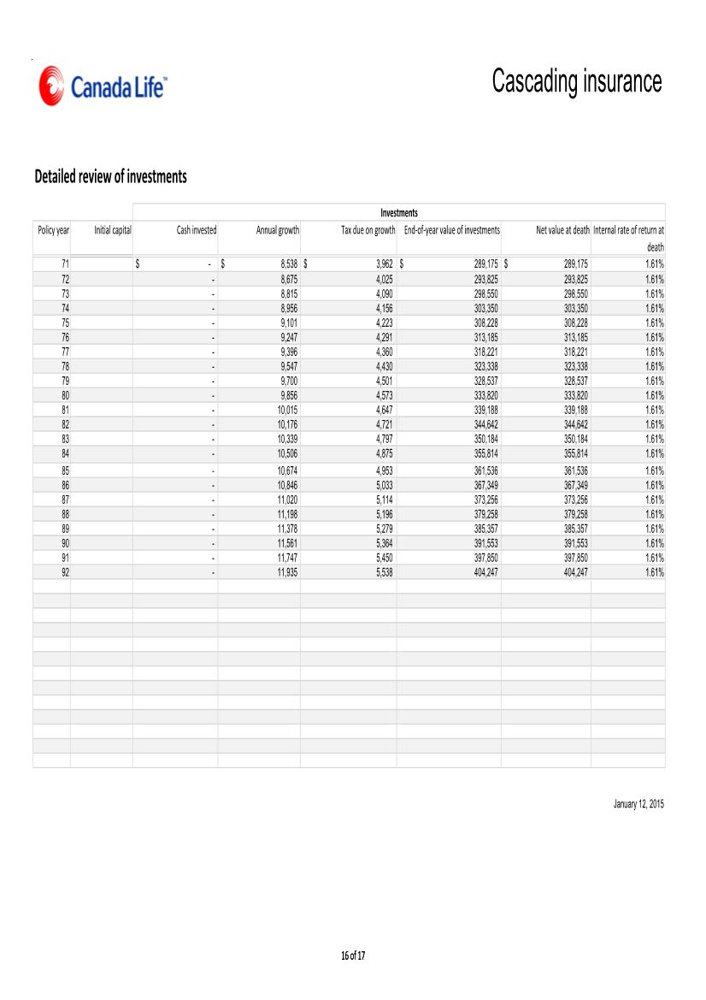 Canada Life™
Cascading insurance
Detailed review of investments
Investments
Policy year Initial capital Cash invested Annual growth Tax due on growth End-of-year value of investments Net value at death Internal rate of return at
death
71 $ - $ 8,538 $ 3,962 $ 289,175 $ 289,175 1.61%
72 - 8,675 4,025 293,825 293,825 1.61%
73 - 8,815 4,090 298,550 298,550 1.61%
74 - 8,956 4,156 303,350 303,350 1.61%
75 - 9,101 4,223 308,228 308,228 1.61%
76 - 9,247 4,291 313,185 313,185 1.61%
77 - 9,396 4,360 318,221 318,221 1.61%
78 - 9,547 4,430 323,338 323,338 1.61%
79 - 9,700 4,501 328,537 328,537 1.61%
80 - 9,856 4,573 333,820 333,820 1.61%
81 - 10,015 4,647 339,188 339,188 1.61%
82 - 10,176 4,721 344,642 344,642 1.61%
83 - 10,339 4,797 350,184 350,184 1.61%
84 - 10,506 4,875 355,814 355,814 1.61%
85 - 10,674 4,953 361,536 361,536 1.61%
86 - 10,846 5,033 367,349 367,349 1.61%
87 - 11,020 5,114 373,256 373,256 1.61%
88 - 11,198 5,196 379,258 379,258 1.61%
89 - 11,378 5,279 385,357 385,357 1.61%
90 - 11,561 5,364 391,553 391,553 1.61%
91 - 11,747 5,450 397,850 397,850 1.61%
92 - 11,935 5,538 404,247 404,247 1.61%
January 12, 2015
16 of 17